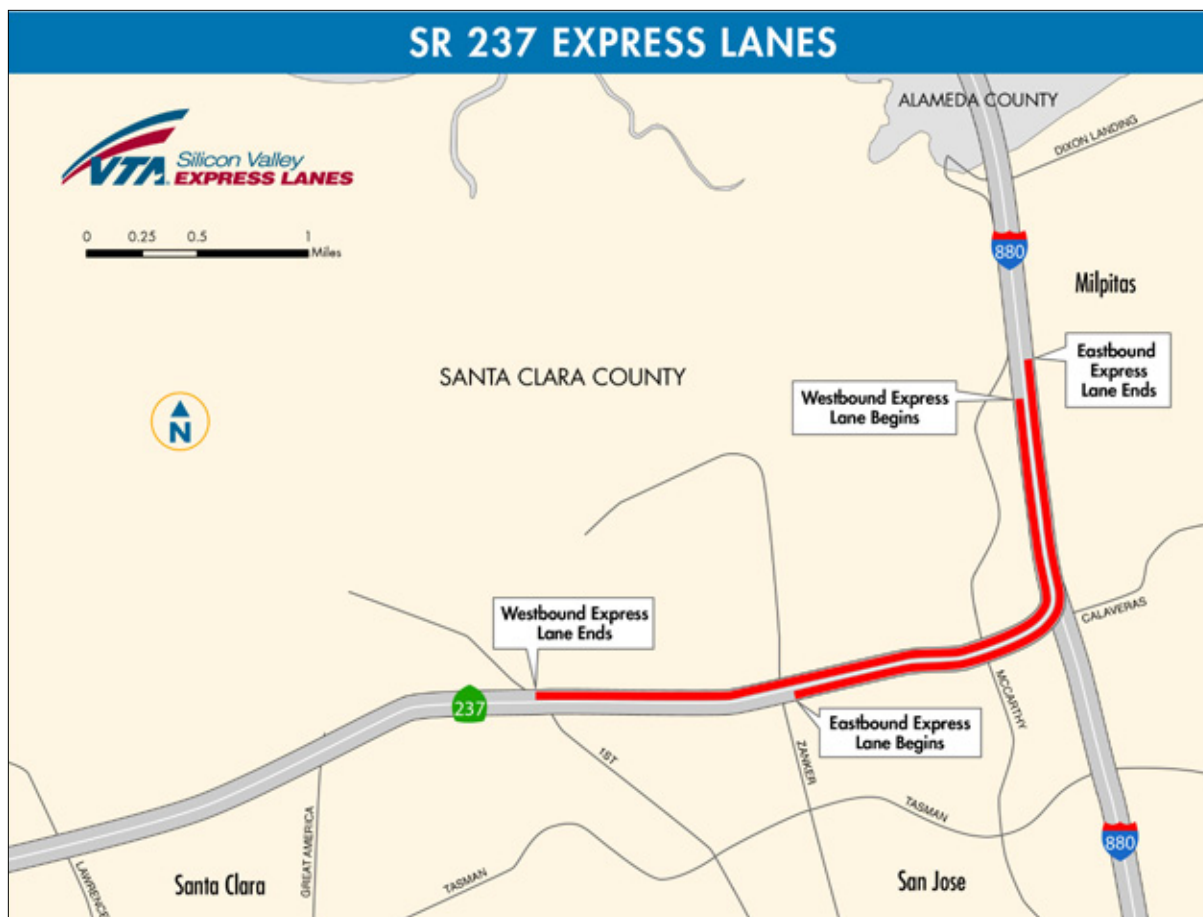 SR 237 EXPRESS LANES
ALAMEDA COUNTY
DIXON LANDING
VTA Silicon Valley
EXPRESS LANES
0 0.25 0.5 1
Miles
880
Milpitas
Eastbound
Express
Lane Ends
SANTA CLARA COUNTY
Westbound Express
Lane Begins
N
Westbound Express
Lane Ends
CALAVERAS
237
MCCARTHY
Eastbound Express
Lane Begins
1ST
ZANKER
TASMAN
880
GREAT AMERICA
LAWRENCE
Santa Clara
TASMAN
San Jose